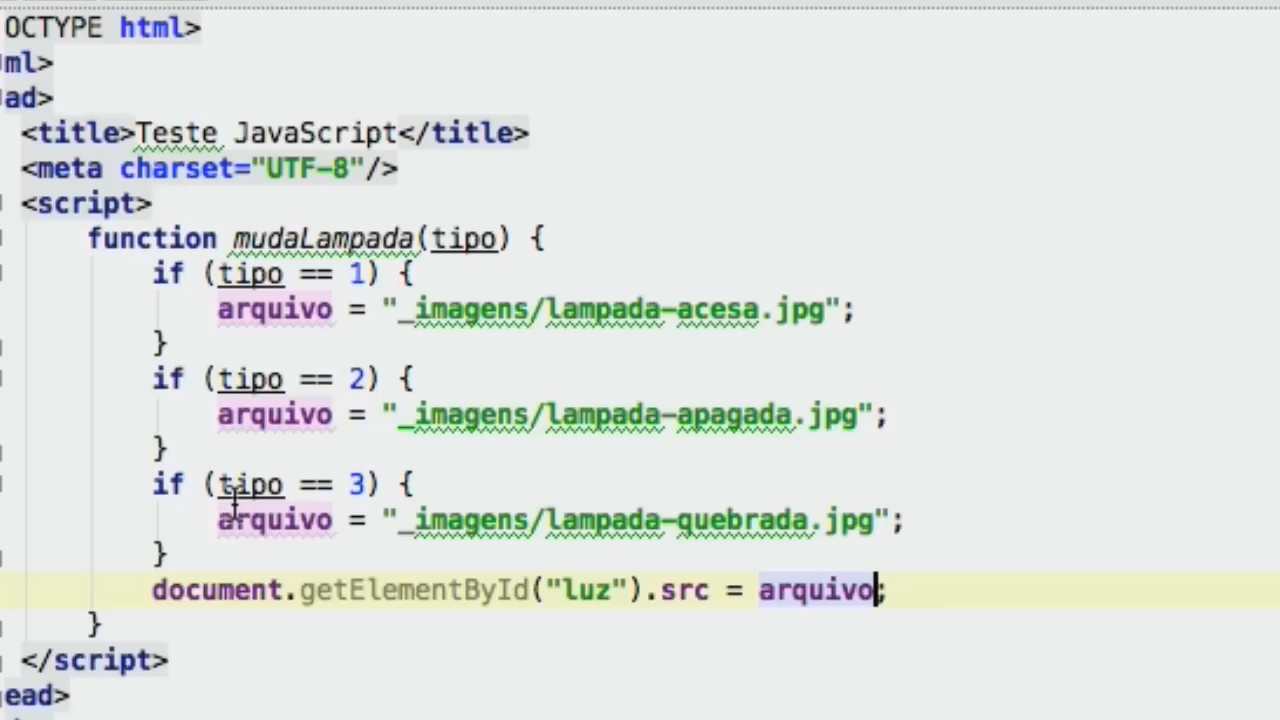 OCTYPE html>
ml>
ad>
<title>Teste JavaScript</title>
<meta charset="UTF-8"/>
<script>
function mudaLampada(tipo) {
if (tipo == 1) {
arquivo = "_imagens/lampada-acesa.jpg";
}
if (tipo == 2) {
arquivo = "_imagens/lampada-apagada.jpg";
}
if (tipo == 3) {
arquivo = "_imagens/lampada-quebrada.jpg";
}
document.getElementById("luz").src = arquivo;
}
</script>
ead>